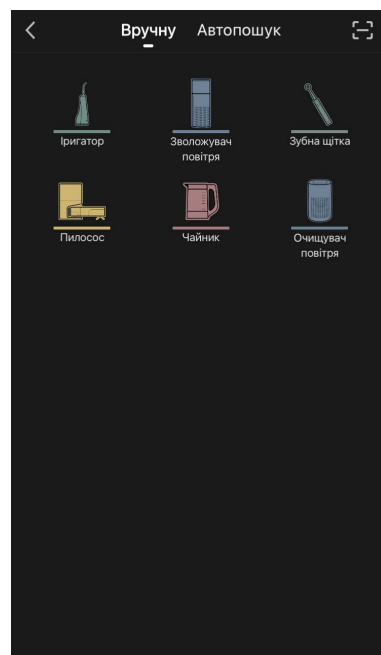 Вручну Автопошук
Іригатор
Зволожувач
повітря
Зубна щітка
Пилосос
Чайник
Очищувач
повітря